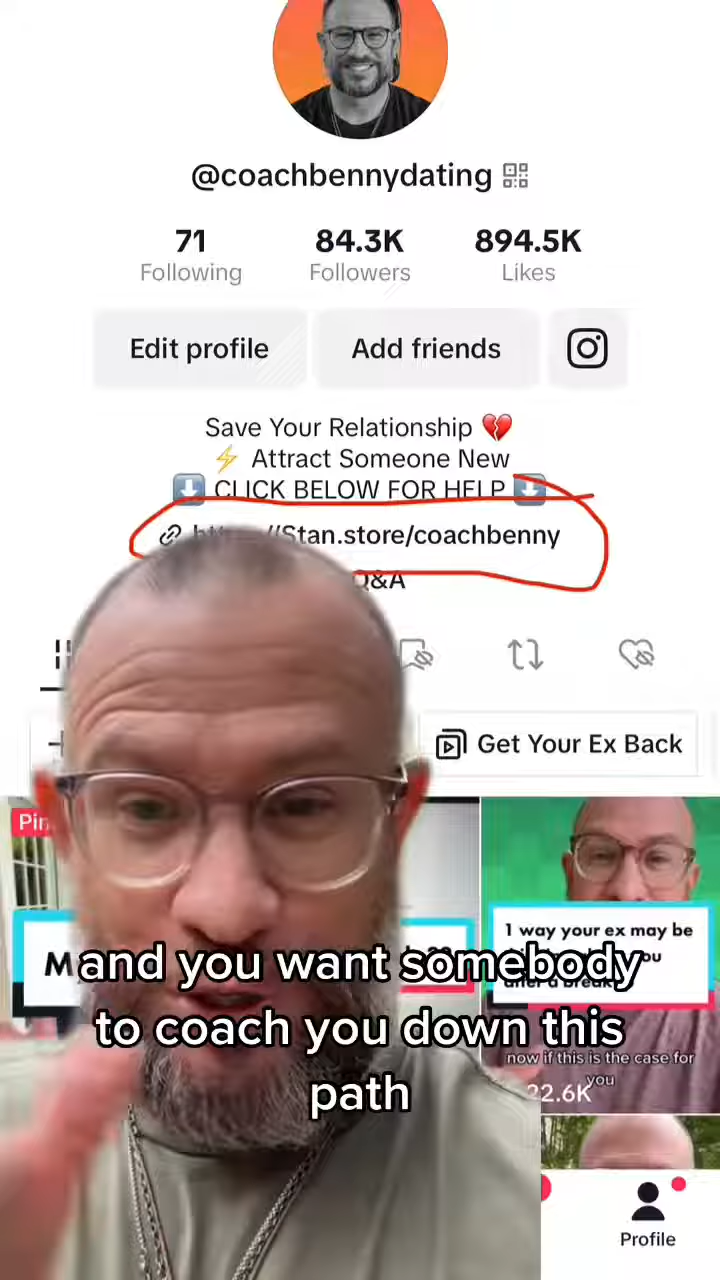 @coachbennydating
71
84.3K
894.5K
Following
Followers
Likes
Edit profile
Add friends
Save Your Relationship 💔
⚡ Attract Someone New
⬇️ CLICK BELOW FOR HELP ⬇️
Stan.store/coachbenny
Q&A
Get Your Ex Back
1 way your ex may be
after a break
now if this is the case for
you
22.6K
and you want somebody
to coach you down this
path
Profile